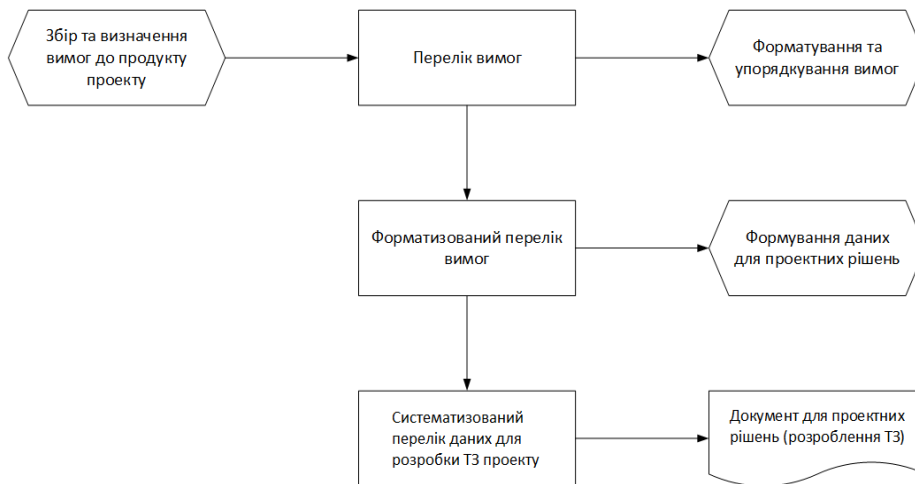 Збір та визначення
вимог до продукту
проекту
Перелік вимог
Форматування та
упорядкування вимог
Форматизований перелік
вимог
Формування даних
для проектних рішень
Систематизований
перелік даних для
розробки ТЗ проекту
Документ для проектних
рішень (розроблення ТЗ)